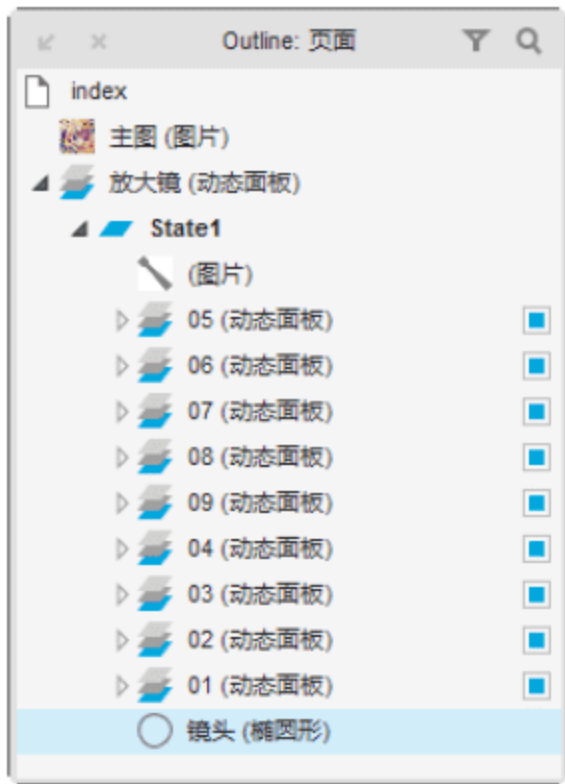 Outline: 页面
index
主图 (图片)
放大镜 (动态面板)
State1
(图片)
05 (动态面板)
06 (动态面板)
07 (动态面板)
08 (动态面板)
09 (动态面板)
04 (动态面板)
03 (动态面板)
02 (动态面板)
01 (动态面板)
镜头 (椭圆形)